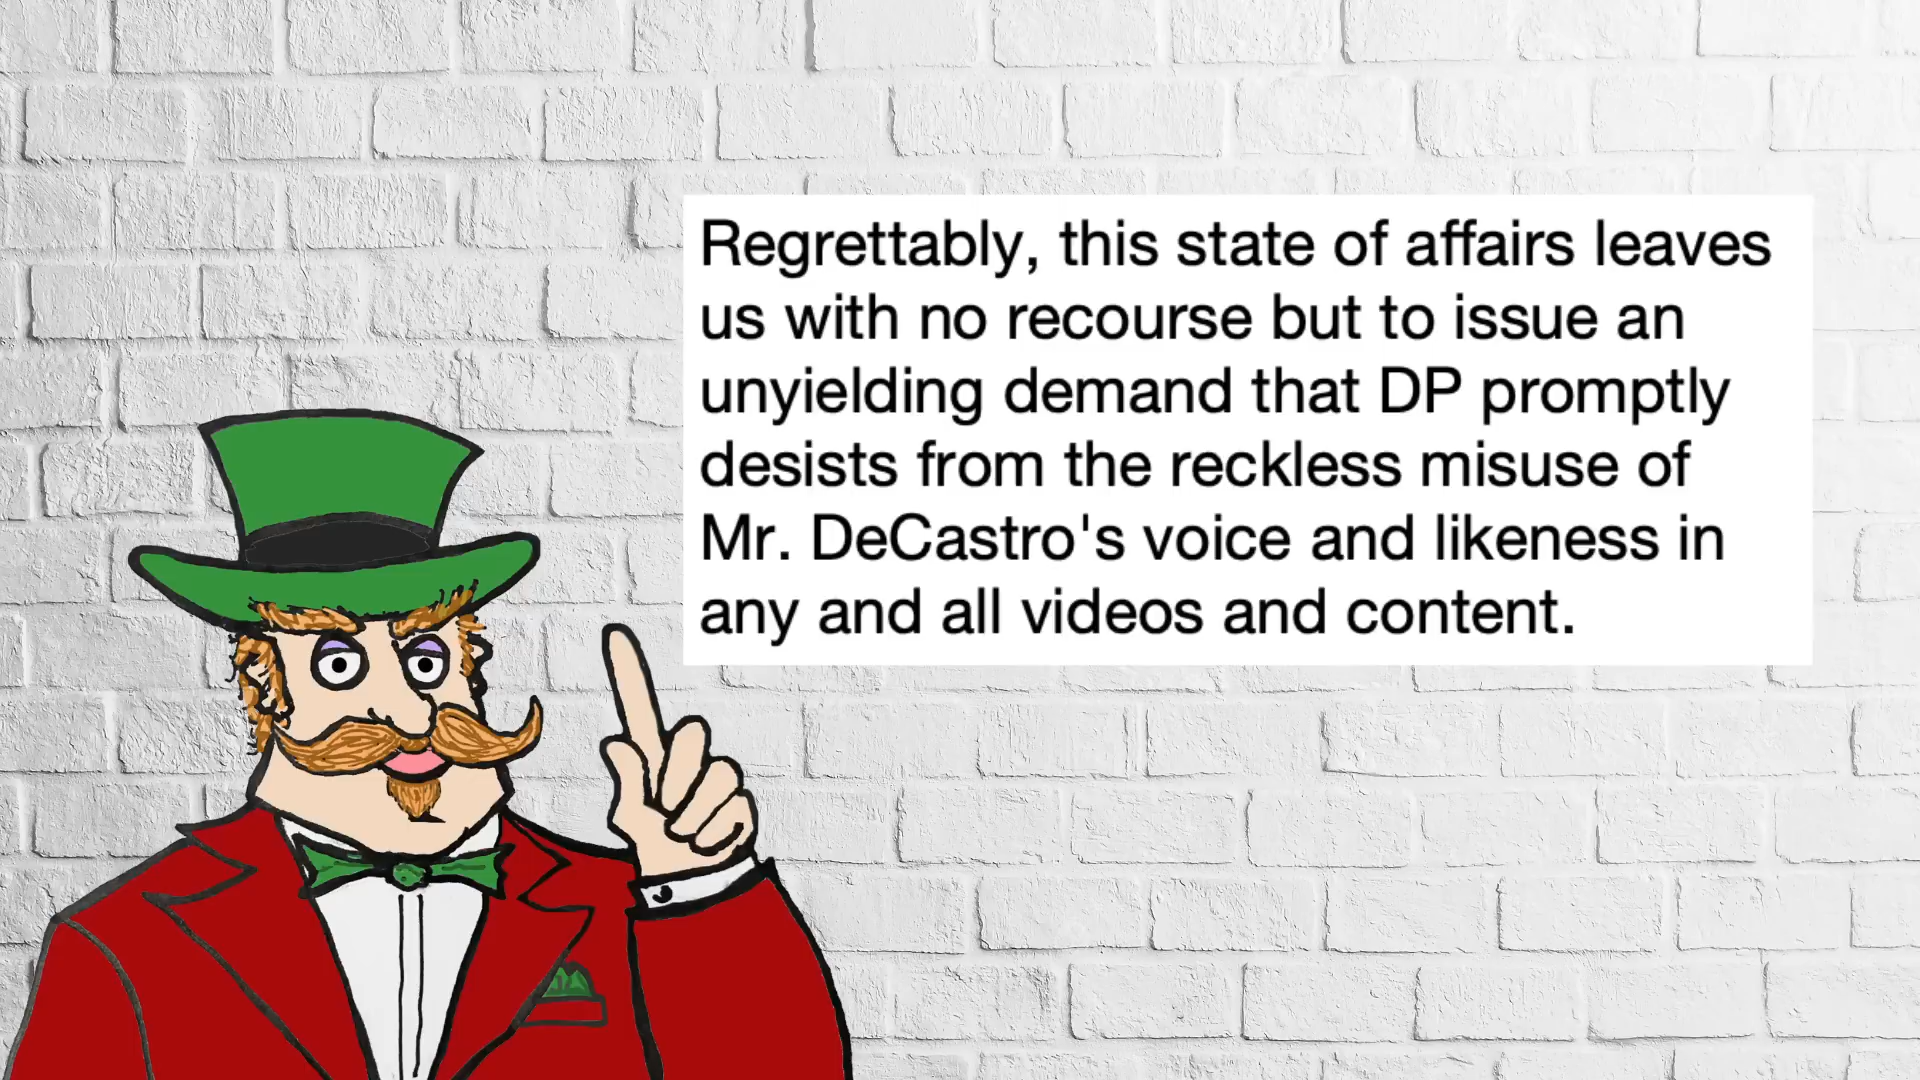 Regrettably, this state of affairs leaves
us with no recourse but to issue an
unyielding demand that DP promptly
desists from the reckless misuse of
Mr. DeCastro's voice and likeness in
any and all videos and content.